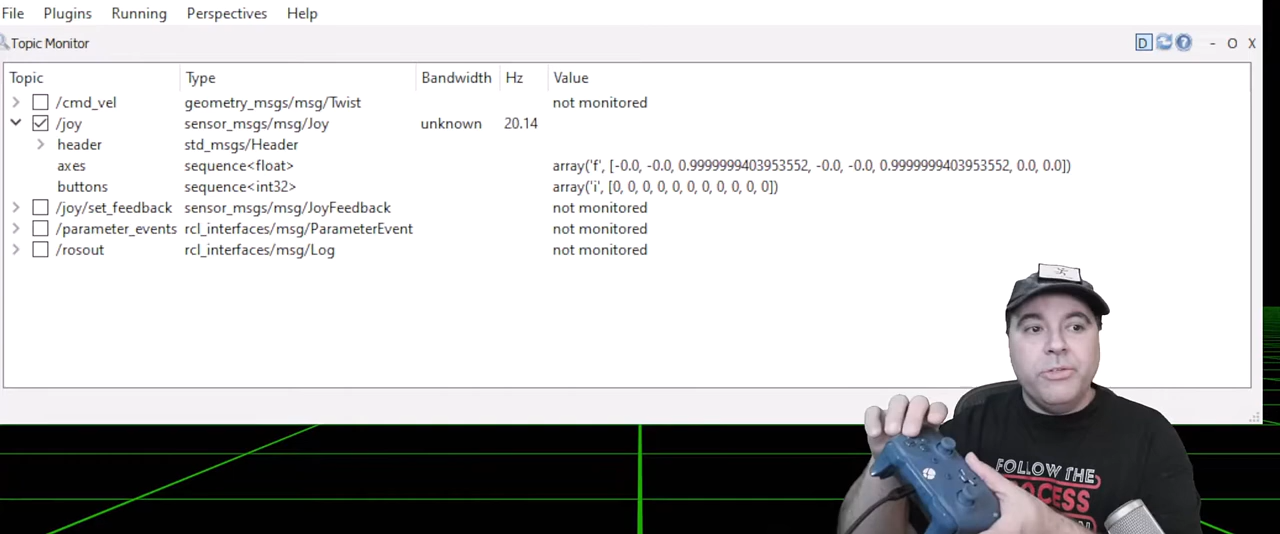 File Plugins Running Perspectives Help
Topic Monitor D ? - O X
Topic Type Bandwidth Hz Value
/cmd_vel geometry_msgs/msg/Twist not monitored
/joy sensor_msgs/msg/Joy unknown 20.14
header std_msgs/Header
axes sequence<float> array('f', [-0.0, -0.0, 0.9999999403953552, -0.0, -0.0, 0.9999999403953552, 0.0, 0.0])
buttons sequence<int32> array('i', [0, 0, 0, 0, 0, 0, 0, 0, 0, 0, 0])
/joy/set_feedback sensor_msgs/msg/JoyFeedback not monitored
/parameter_events rcl_interfaces/msg/ParameterEvent not monitored
/rosout rcl_interfaces/msg/Log not monitored
FOLLOW THE